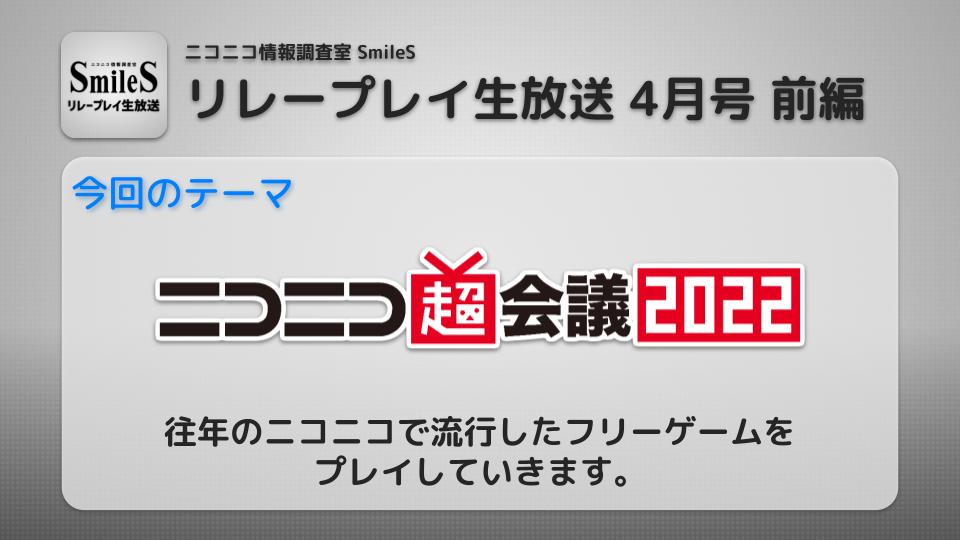 ニコニコ情報調査室
SmileS
リレープレイ生放送
ニコニコ情報調査室 SmileS
リレープレイ生放送 4月号 前編
今回のテーマ
ニコニコ超会議2022
往年のニコニコで流行したフリーゲームを
プレイしていきます。